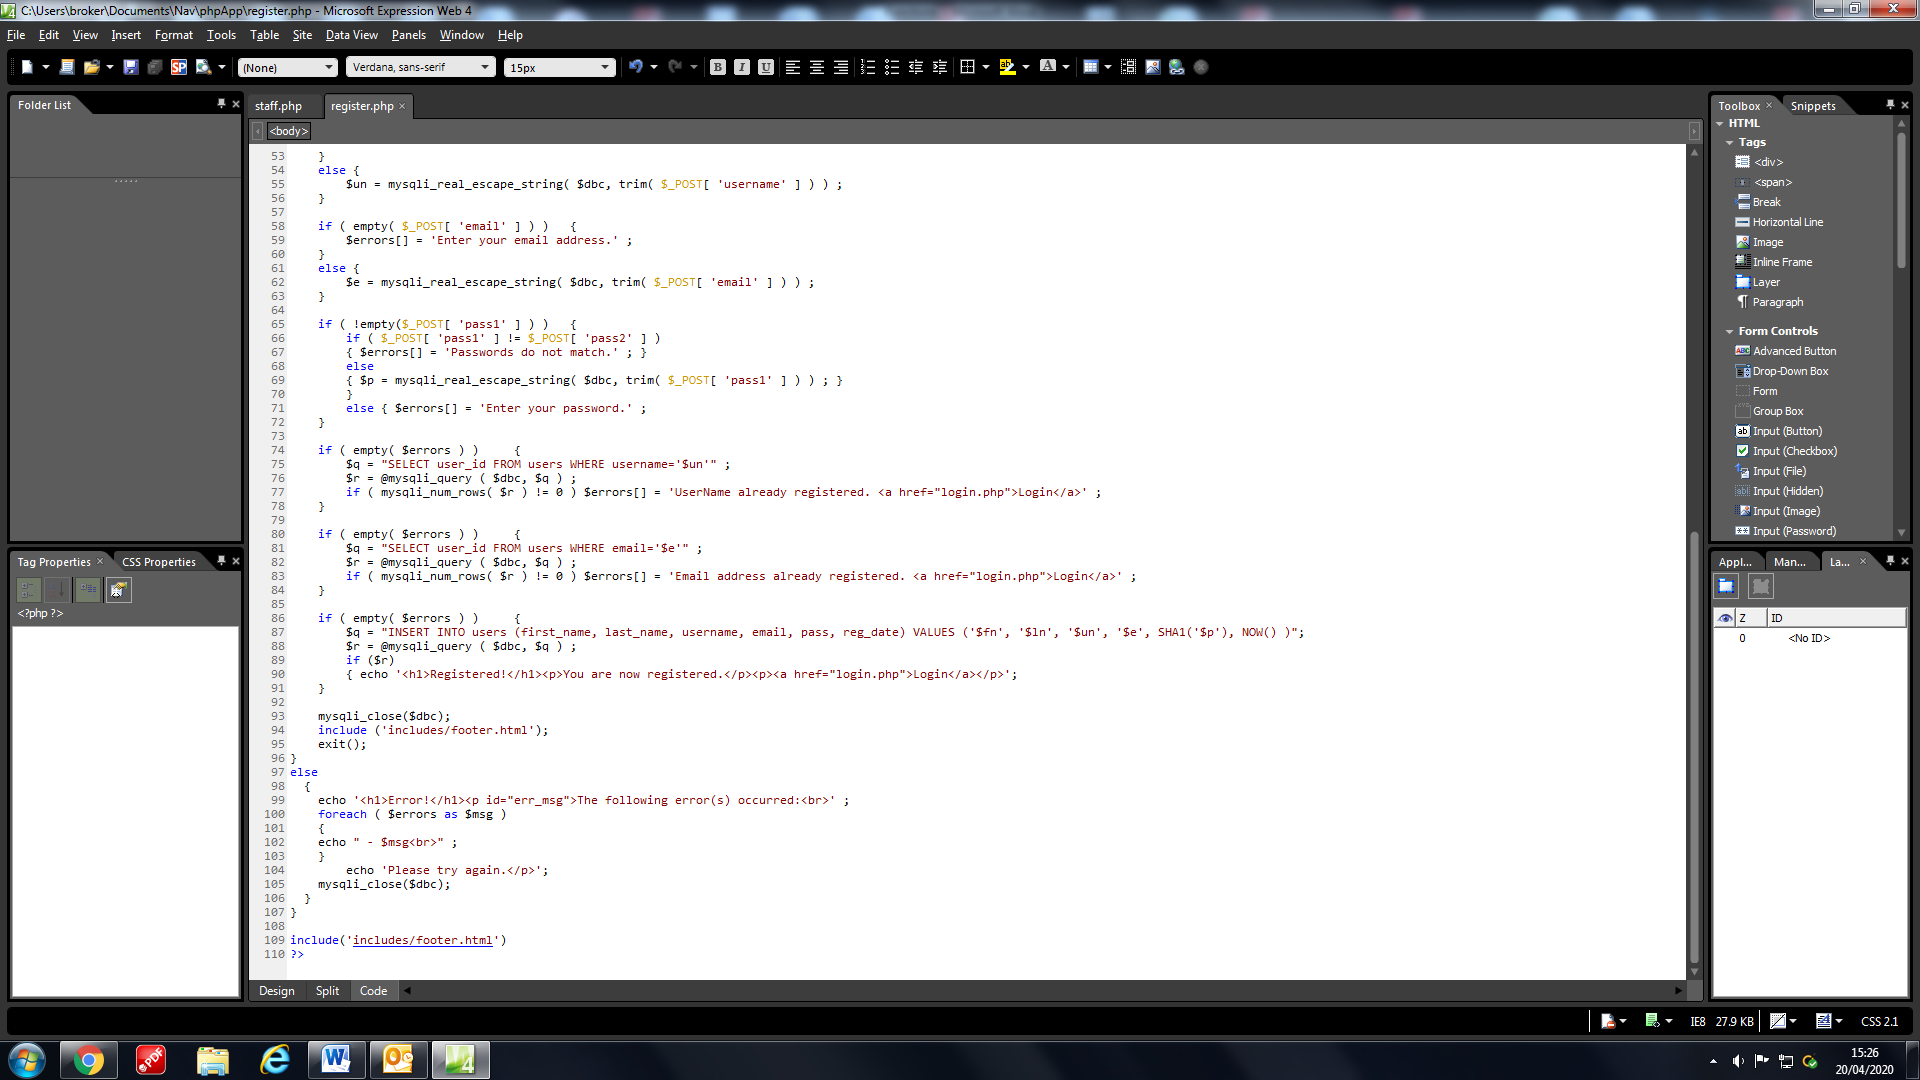 C:\Users\broker\Documents\Nav\phpApp\register.php - Microsoft Expression Web 4
File Edit View Insert Format Tools Table Site Data View Panels Window Help
(None) Verdana, sans-serif 15px B I U
Folder List
staff.php register.php
<body>
53 }
54 else {
55 $un = mysqli_real_escape_string( $dbc, trim( $_POST[ 'username' ] ) ) ;
56 }
57
58 if ( empty( $_POST[ 'email' ] ) ) {
59 $errors[] = 'Enter your email address.' ;
60 }
61 else {
62 $e = mysqli_real_escape_string( $dbc, trim( $_POST[ 'email' ] ) ) ;
63 }
64
65 if ( !empty($_POST[ 'pass1' ] ) ) {
66 if ( $_POST[ 'pass1' ] != $_POST[ 'pass2' ] )
67 { $errors[] = 'Passwords do not match.' ; }
68 else
69 { $p = mysqli_real_escape_string( $dbc, trim( $_POST[ 'pass1' ] ) ) ; }
70 }
71 else { $errors[] = 'Enter your password.' ;
72 }
73
74 if ( empty( $errors ) ) {
75 $q = "SELECT user_id FROM users WHERE username='$un'" ;
76 $r = @mysqli_query ( $dbc, $q ) ;
77 if ( mysqli_num_rows( $r ) != 0 ) $errors[] = 'UserName already registered. <a href="login.php">Login</a>' ;
78 }
79
80 if ( empty( $errors ) ) {
81 $q = "SELECT user_id FROM users WHERE email='$e'" ;
82 $r = @mysqli_query ( $dbc, $q ) ;
83 if ( mysqli_num_rows( $r ) != 0 ) $errors[] = 'Email address already registered. <a href="login.php">Login</a>' ;
84 }
85
86 if ( empty( $errors ) ) {
87 $q = "INSERT INTO users (first_name, last_name, username, email, pass, reg_date) VALUES ('$fn', '$ln', '$un', '$e', SHA1('$p'), NOW() )";
88 $r = @mysqli_query ( $dbc, $q ) ;
89 if ($r)
90 { echo '<h1>Registered!</h1><p>You are now registered.</p><p><a href="login.php">Login</a></p>';
91 }
92
93 mysqli_close($dbc);
94 include ('includes/footer.html');
95 exit();
96 }
97 else
98 {
99 echo '<h1>Error!</h1><p id="err_msg">The following error(s) occurred:<br>' ;
100 foreach ( $errors as $msg )
101 {
102 echo " - $msg<br>" ;
103 }
104 echo 'Please try again.</p>';
105 mysqli_close($dbc);
106 }
107 }
108
109 include('includes/footer.html')
110 ?>
Design Split Code
Tag Properties CSS Properties
<?php ?>
Toolbox Snippets
HTML
Tags
<div>
<span>
Break
Horizontal Line
Image
Inline Frame
Layer
Paragraph
Form Controls
Advanced Button
Drop-Down Box
Form
Group Box
Input (Button)
Input (Checkbox)
Input (File)
Input (Hidden)
Input (Image)
Input (Password)
Appl... Man... La...
Z ID
0 <No ID>
IE8 27.9 KB CSS 2.1
15:26
20/04/2020